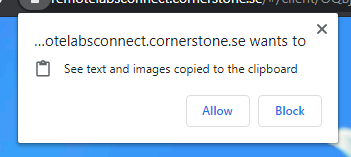 remotelabsconnect.cornerstone.se/#/client/
...otelabsconnect.cornerstone.se wants to
See text and images copied to the clipboard
Allow
Block